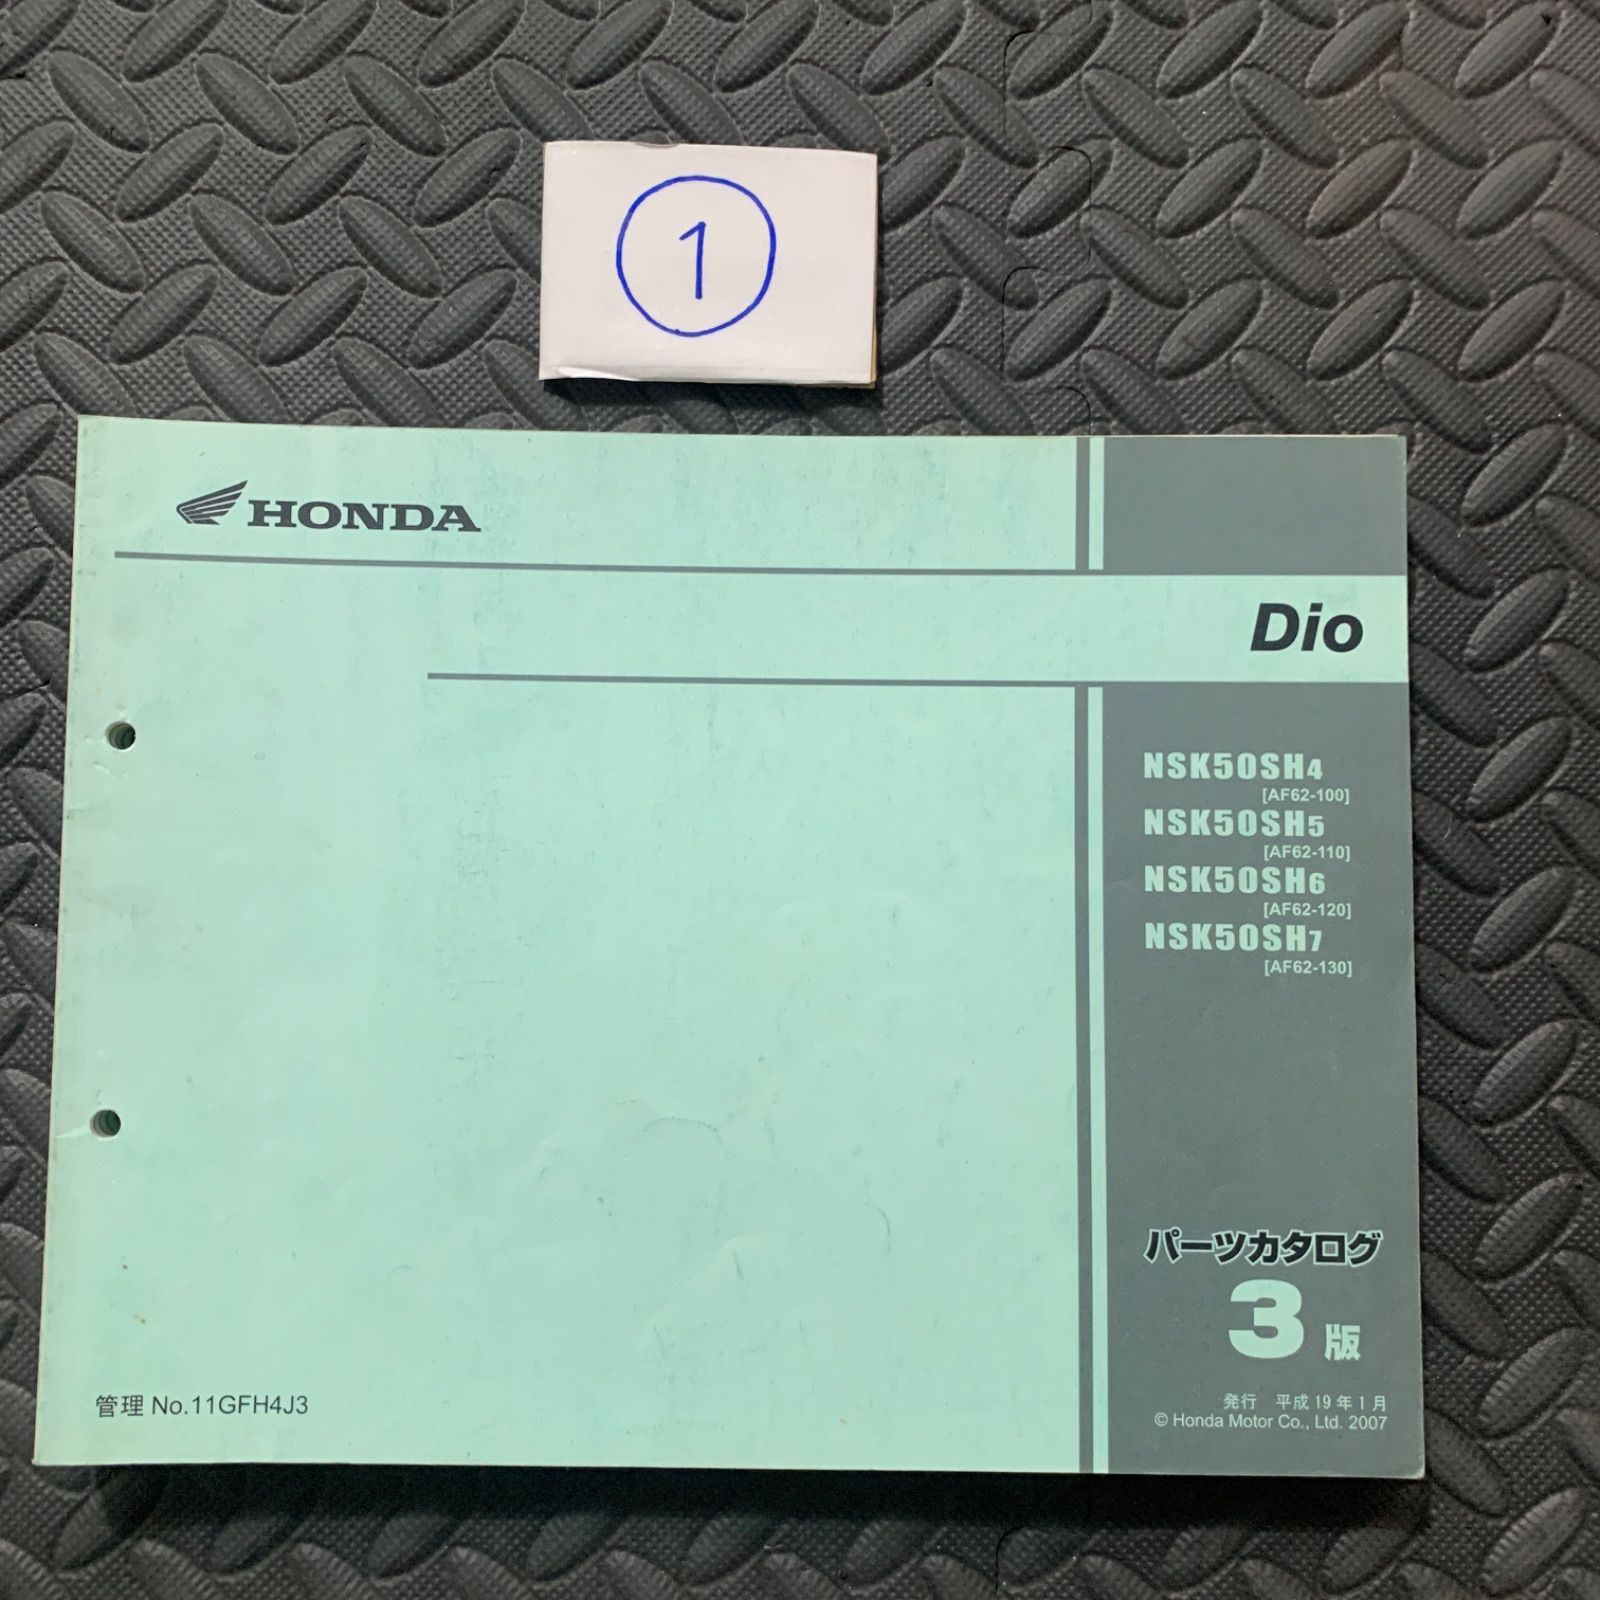 1
HONDA
Dio
NSK50SH4
[AF62-100]
NSK50SH5
[AF62-110]
NSK50SH6
[AF62-120]
NSK50SH7
[AF62-130]
パーツカタログ
3版
管理 No.11GFH4J3
発行 平成19年1月
© Honda Motor Co., Ltd. 2007